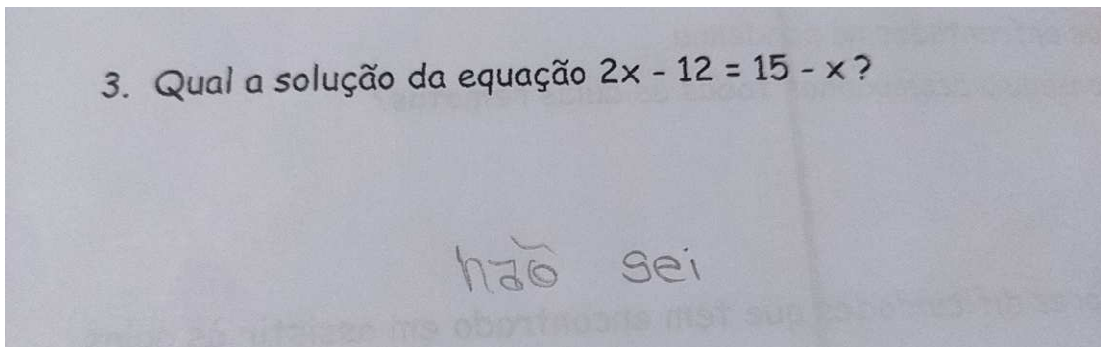 3. Qual a solução da equação 2x - 12 = 15 - x ?
não sei